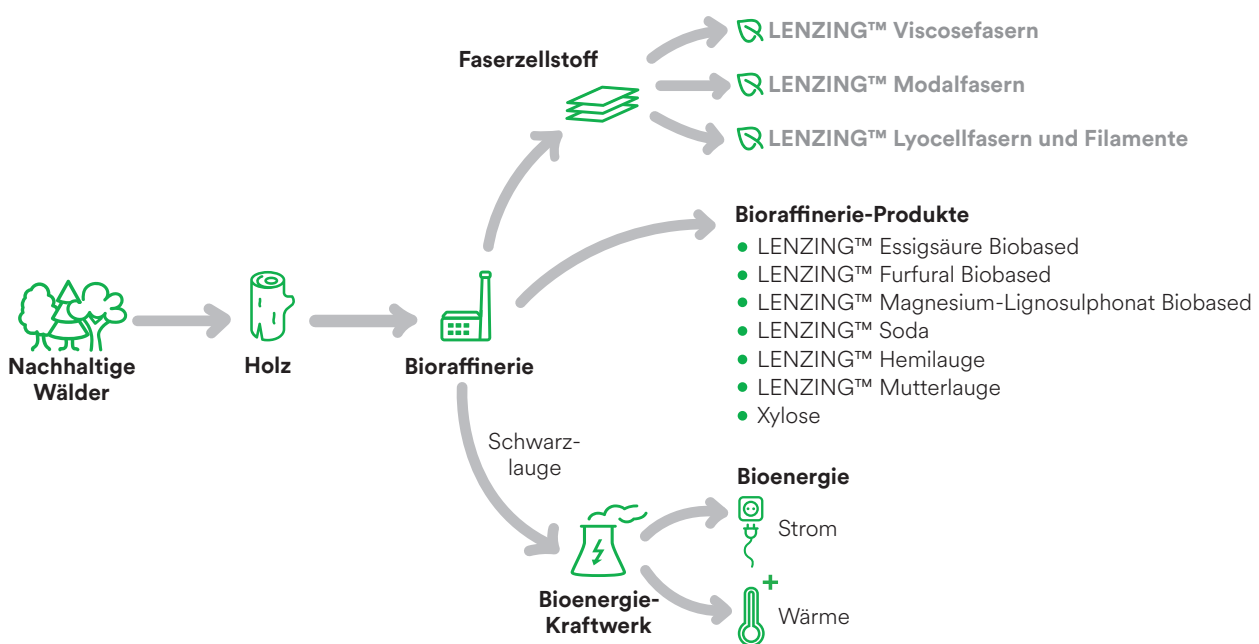 Nachhaltige
Wälder
Holz
Bioraffinerie
Faserzellstoff
LENZING™ Viscosefasern
LENZING™ Modalfasern
LENZING™ Lyocellfasern und Filamente
Bioraffinerie-Produkte
LENZING™ Essigsäure Biobased
LENZING™ Furfural Biobased
LENZING™ Magnesium-Lignosulphonat Biobased
LENZING™ Soda
LENZING™ Hemilauge
LENZING™ Mutterlauge
Xylose
Schwarz-
lauge
Bioenergie-
Kraftwerk
Bioenergie
Strom
Wärme